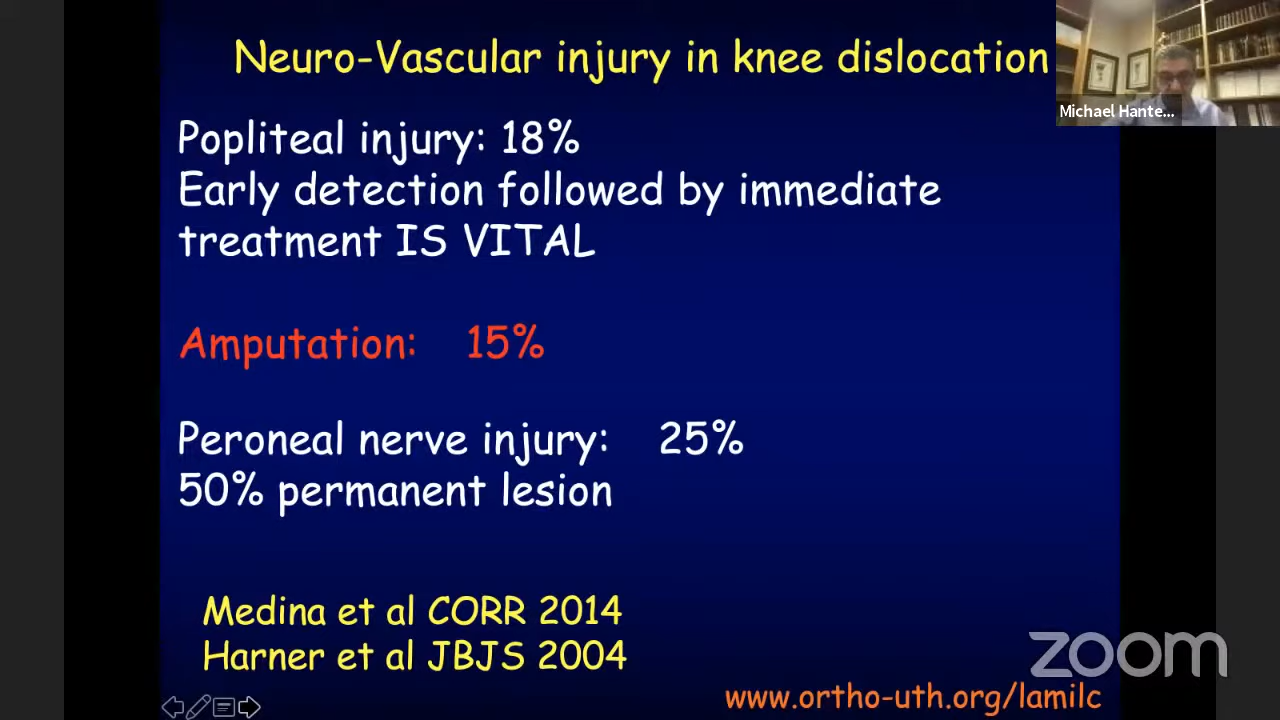 Neuro-Vascular injury in knee dislocation
Michael Hante...
Popliteal injury: 18%
Early detection followed by immediate
treatment IS VITAL
Amputation: 15%
Peroneal nerve injury: 25%
50% permanent lesion
Medina et al CORR 2014
Harner et al JBJS 2004
zoom
www.ortho-uth.org/lamilc